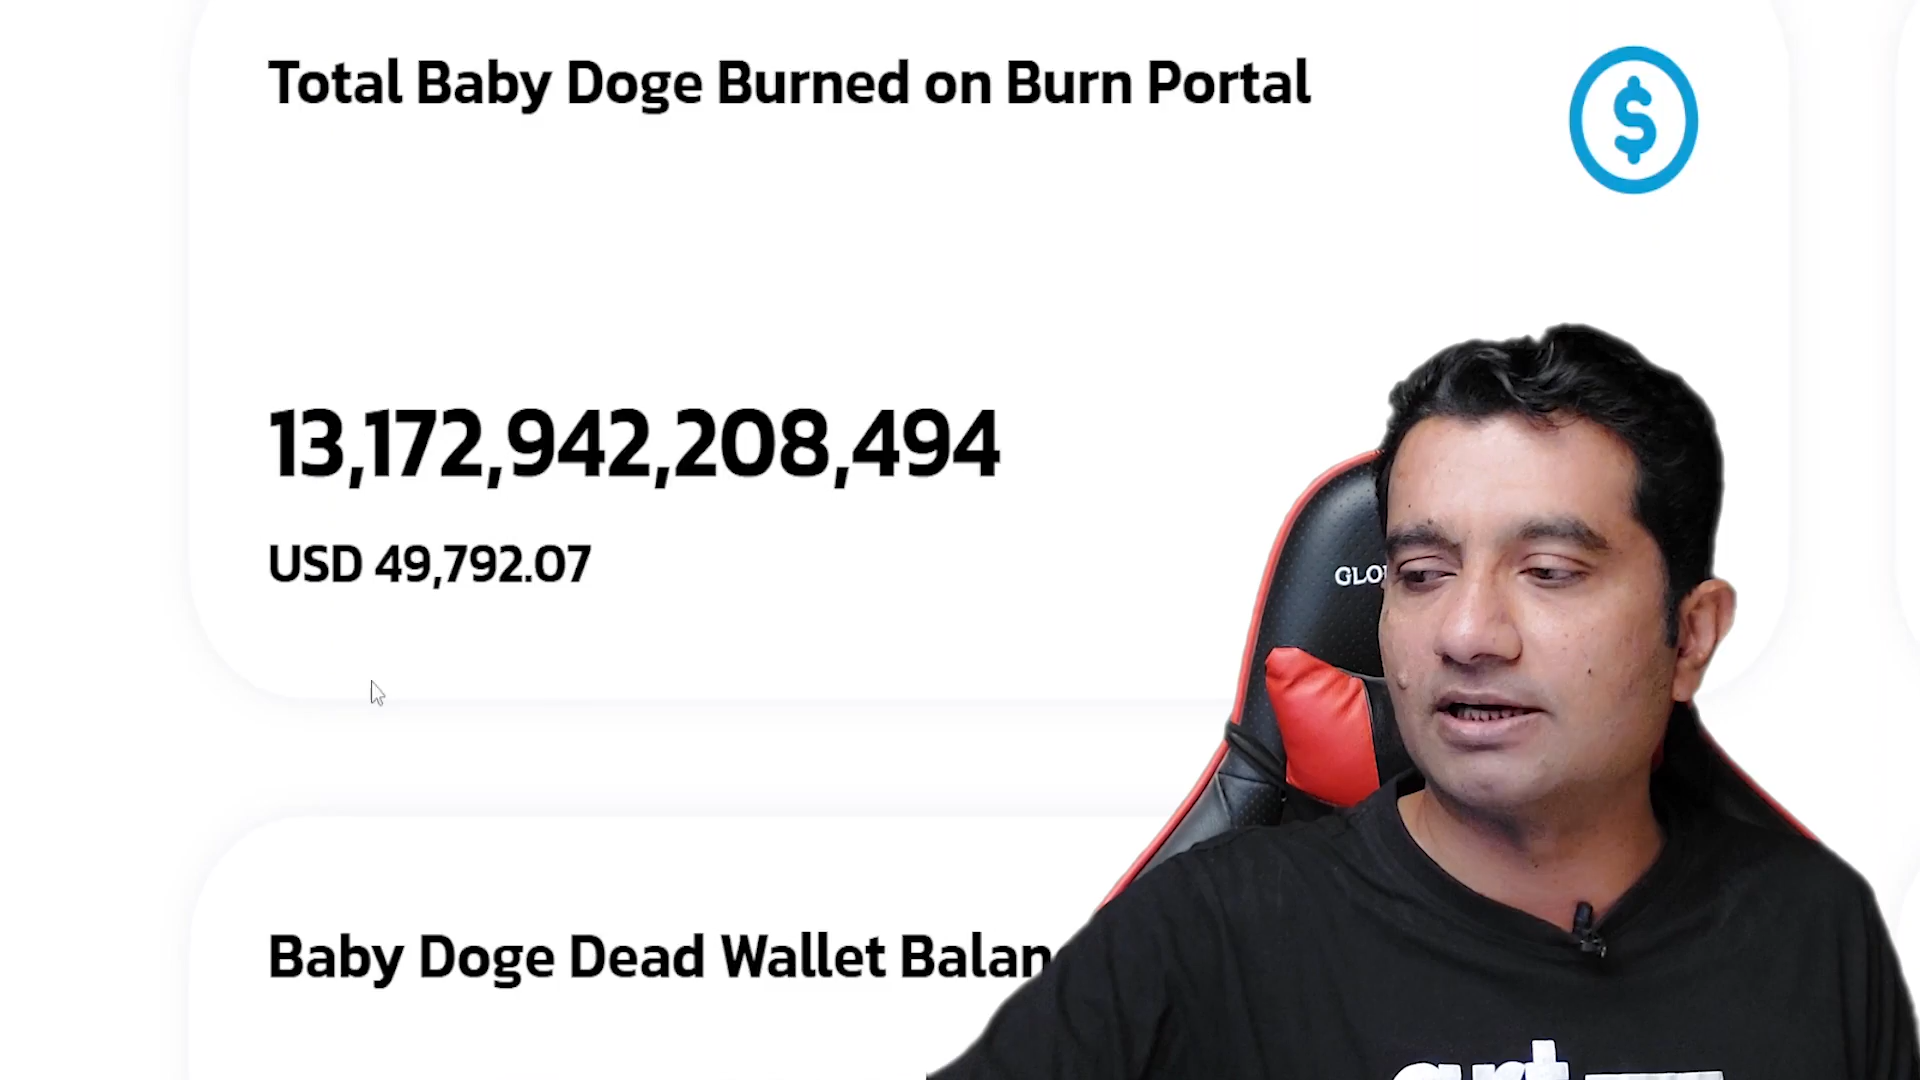 Total Baby Doge Burned on Burn Portal
$
13,172,942,208,494
USD 49,792.07
GLO
Baby Doge Dead Wallet Balan